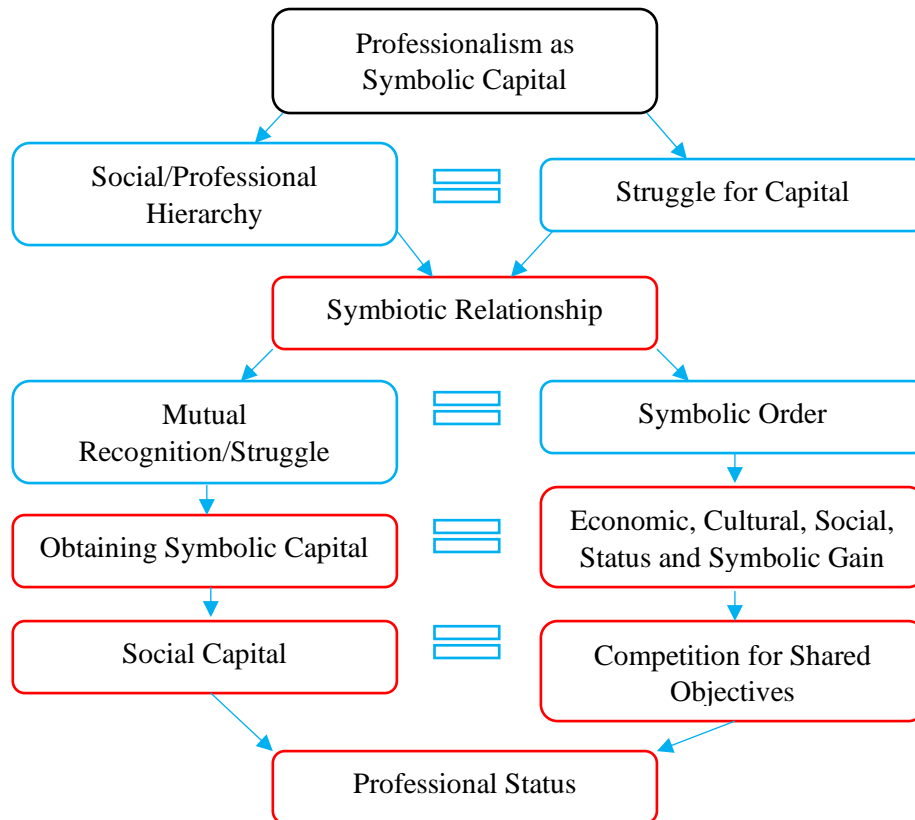 Professionalism as
Symbolic Capital
Social/Professional
Hierarchy
Struggle for Capital
Symbiotic Relationship
Mutual
Recognition/Struggle
Symbolic Order
Obtaining Symbolic Capital
Economic, Cultural, Social,
Status and Symbolic Gain
Social Capital
Competition for Shared
Objectives
Professional Status